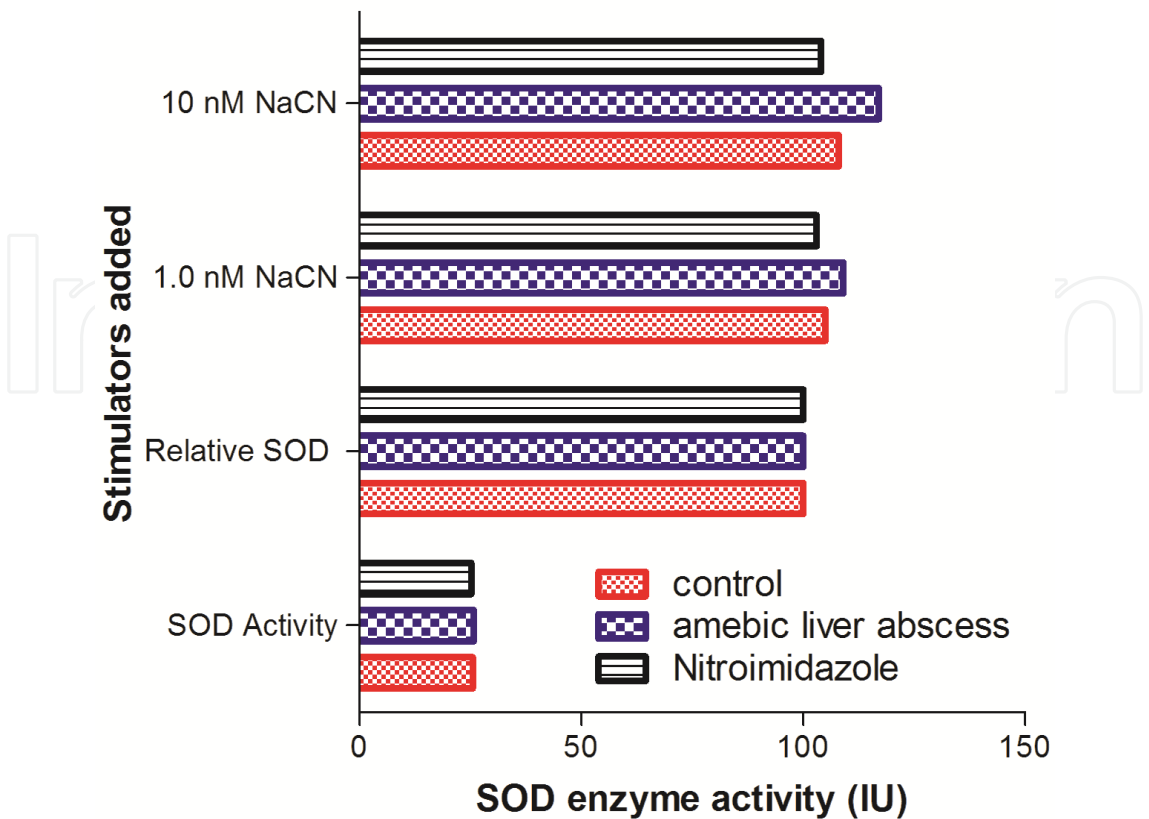 Stimulators added
10 nM NaCN
1.0 nM NaCN
Relative SOD
SOD Activity
control
amebic liver abscess
Nitroimidazole
0
50
100
150
SOD enzyme activity (IU)